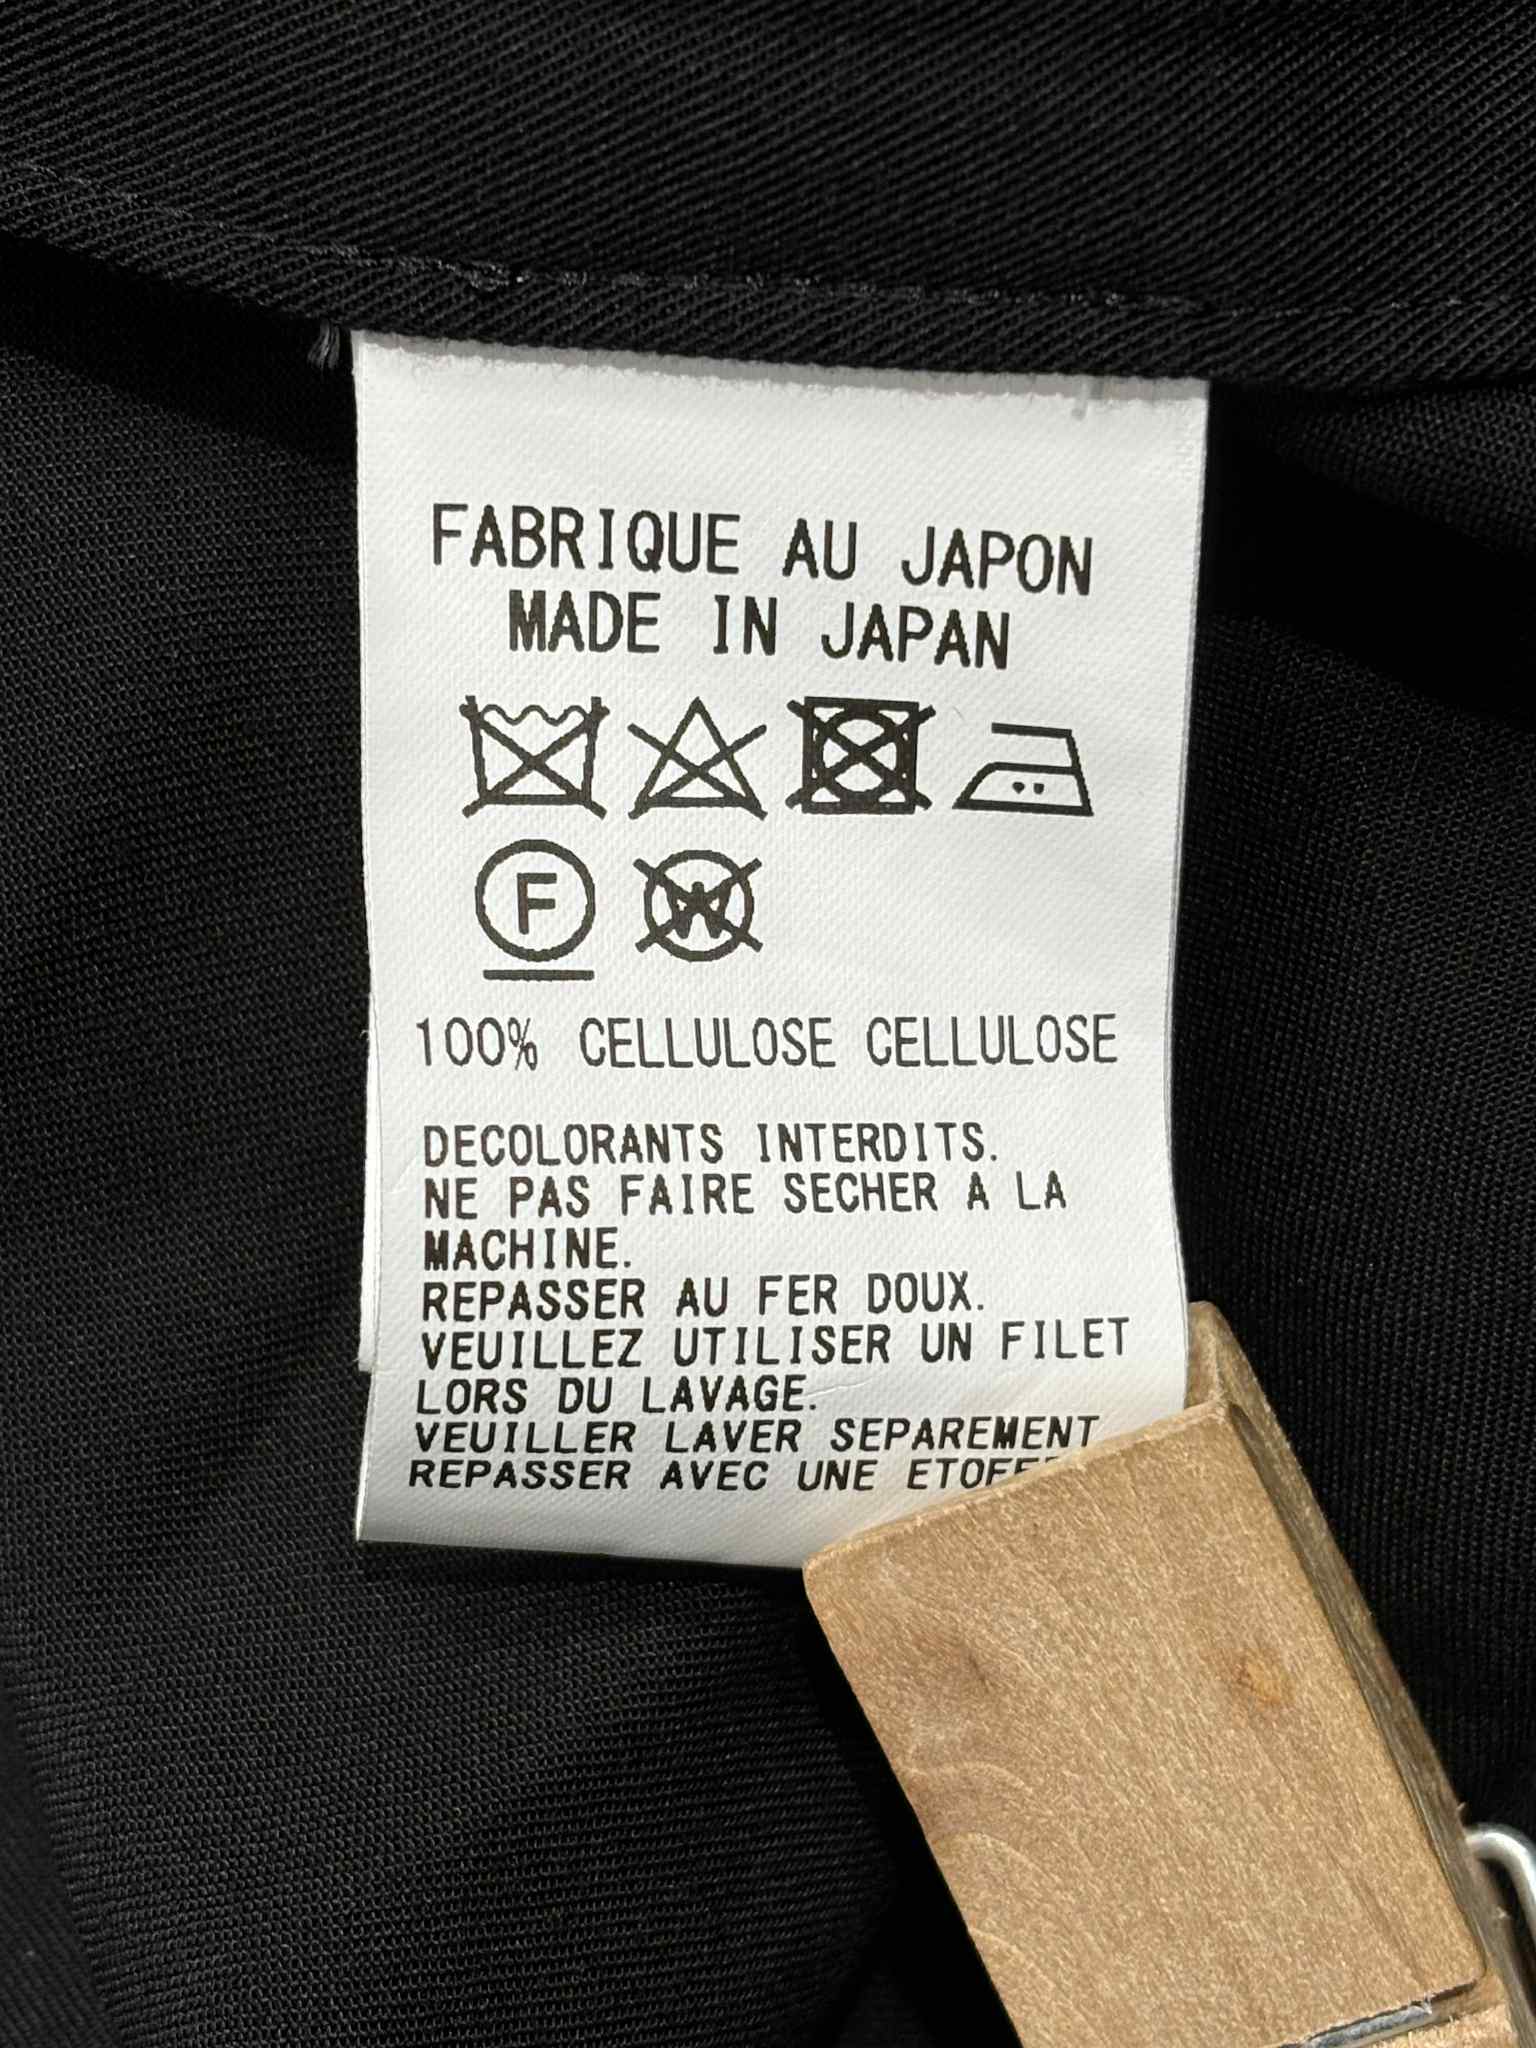 FABRIQUE AU JAPON
MADE IN JAPAN
F
W
100% CELLULOSE CELLULOSE
DECOLORANTS INTERDITS.
NE PAS FAIRE SECHER A LA
MACHINE.
REPASSER AU FER DOUX.
VEUILLEZ UTILISER UN FILET
LORS DU LAVAGE.
VEUILLER LAVER SEPAREMENT
REPASSER AVEC UNE